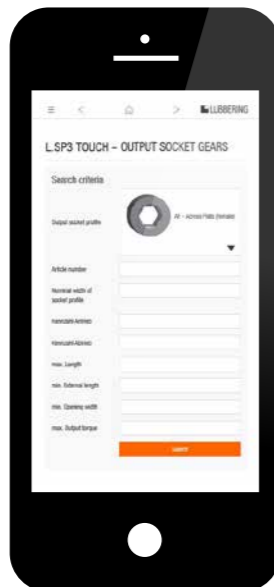 LÜBBERING
L.SP3 TOUCH – OUTPUT SOCKET GEARS
Search criteria
Output socket profile
AF – Across Flats (female)
Article number
Nominal width of
socket profile
max. Length
min. External length
min. Opening width
max. Output torque